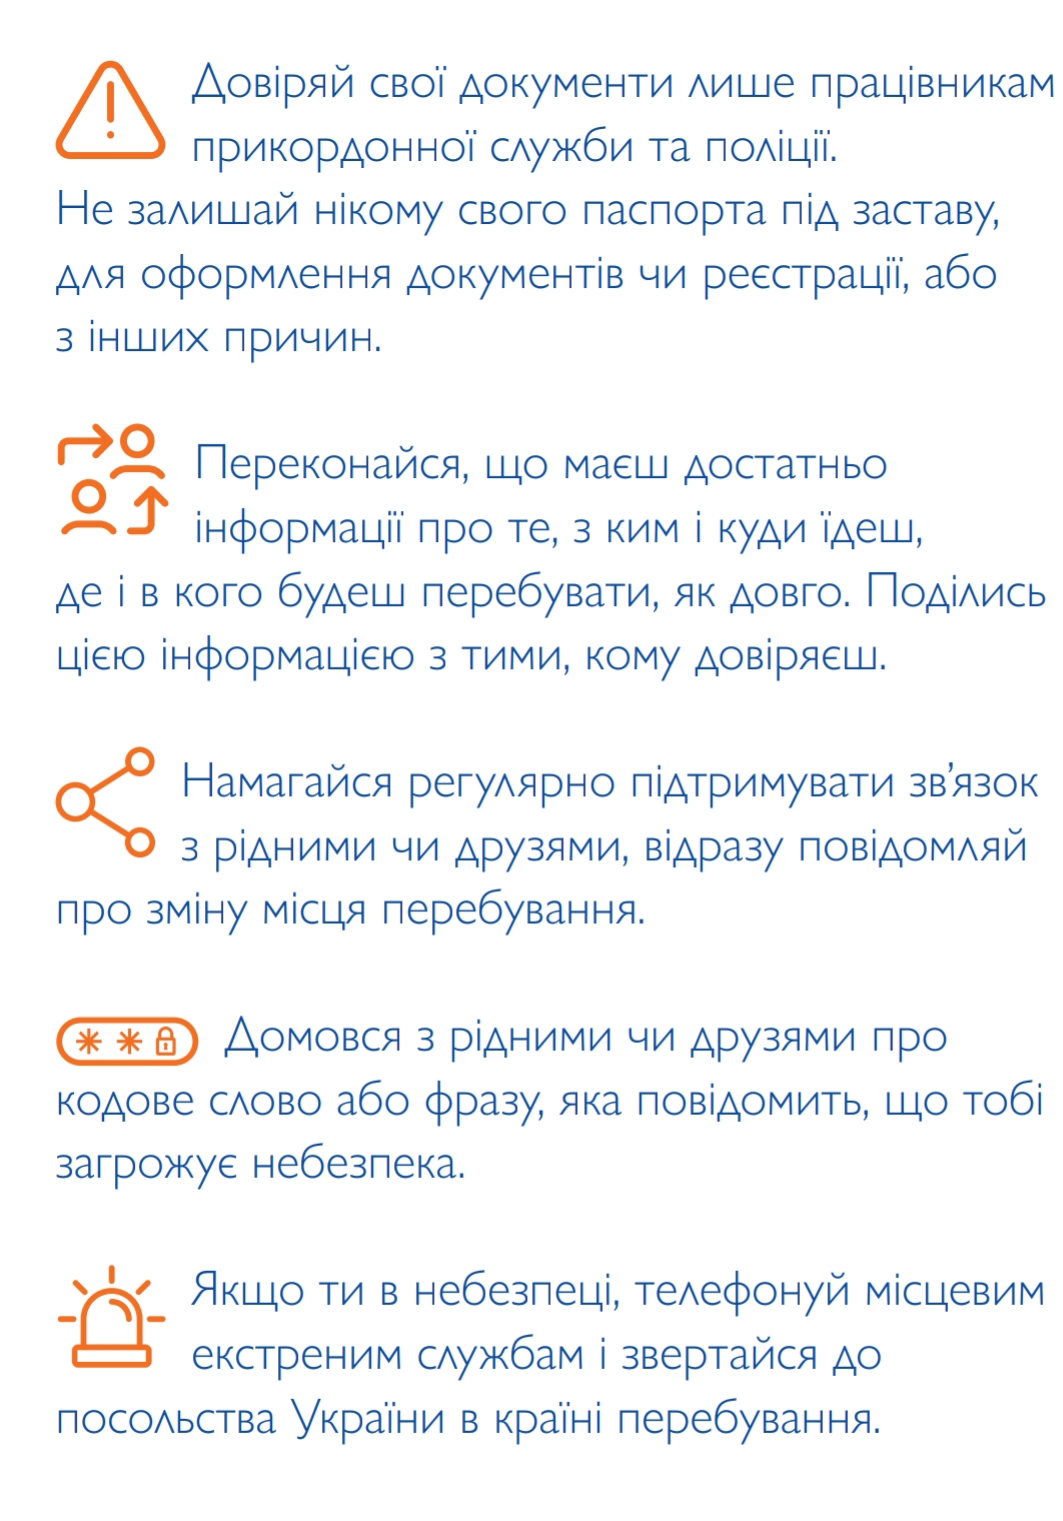 Довіряй свої документи лише працівникам
прикордонної служби та поліції.
Не залишай нікому свого паспорта під заставу,
для оформлення документів чи реєстрації, або
з інших причин.
Переконайся, що маєш достатньо
інформації про те, з ким і куди їдеш,
де і в кого будеш перебувати, як довго. Поділись
цією інформацією з тими, кому довіряєш.
Намагайся регулярно підтримувати зв’язок
з рідними чи друзями, відразу повідомляй
про зміну місця перебування.
Домовся з рідними чи друзями про
кодове слово або фразу, яка повідомить, що тобі
загрожує небезпека.
Якщо ти в небезпеці, телефонуй місцевим
екстреним службам і звертайся до
посольства України в країні перебування.